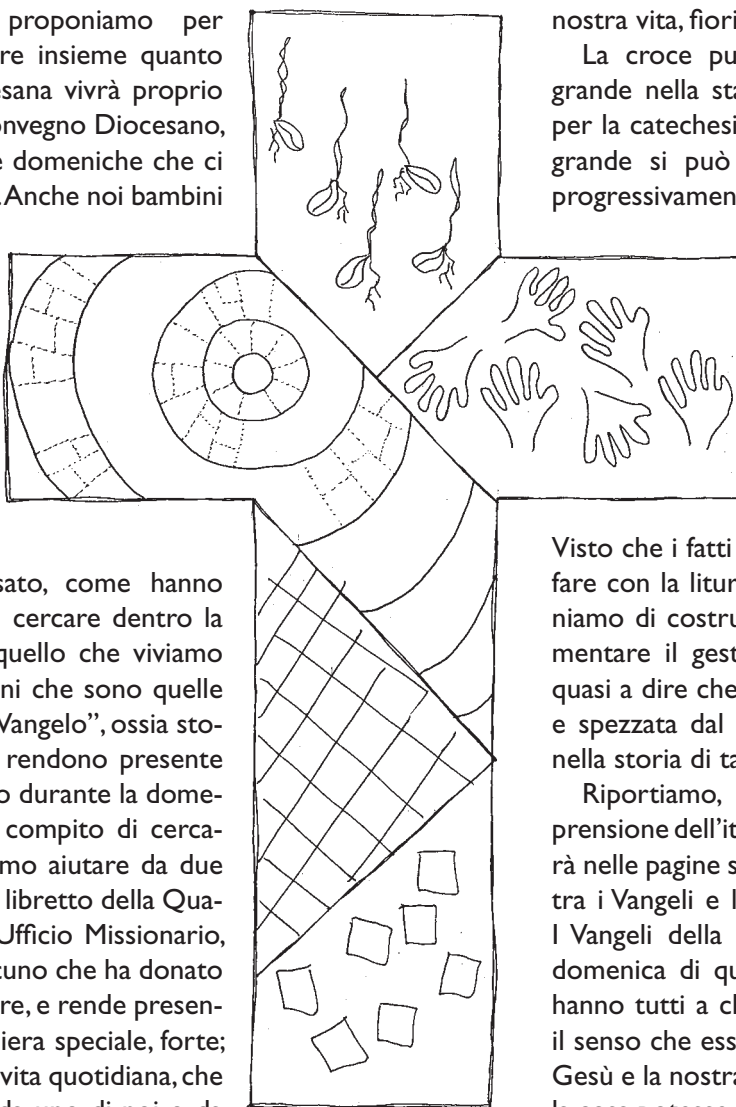 proponiamo per
re insieme quanto
esana vivrà proprio
onvegno Diocesano,
e domeniche che ci
. Anche noi bambini
sato, come hanno
cercare dentro la
quello che viviamo
ni che sono quelle
Vangelo”, ossia sto-
rendono presente
o durante la dome-
compito di cerca-
mo aiutare da due
libretto della Qua-
Ufficio Missionario,
cuno che ha donato
re, e rende presen-
iera speciale, forte;
vita quotidiana, che
nostra vita, fiori
La croce pu
grande nella sta
per la catechesi
grande si può
progressivamen
Visto che i fatti
fare con la litur
niamo di costru
mentare il gest
quasi a dire che
e spezzata dal
nella storia di ta
Riportiamo,
prensione dell’it
rà nelle pagine s
tra i Vangeli e l
I Vangeli della
domenica di qu
hanno tutti a c
il senso che ess
Gesù e la nostra